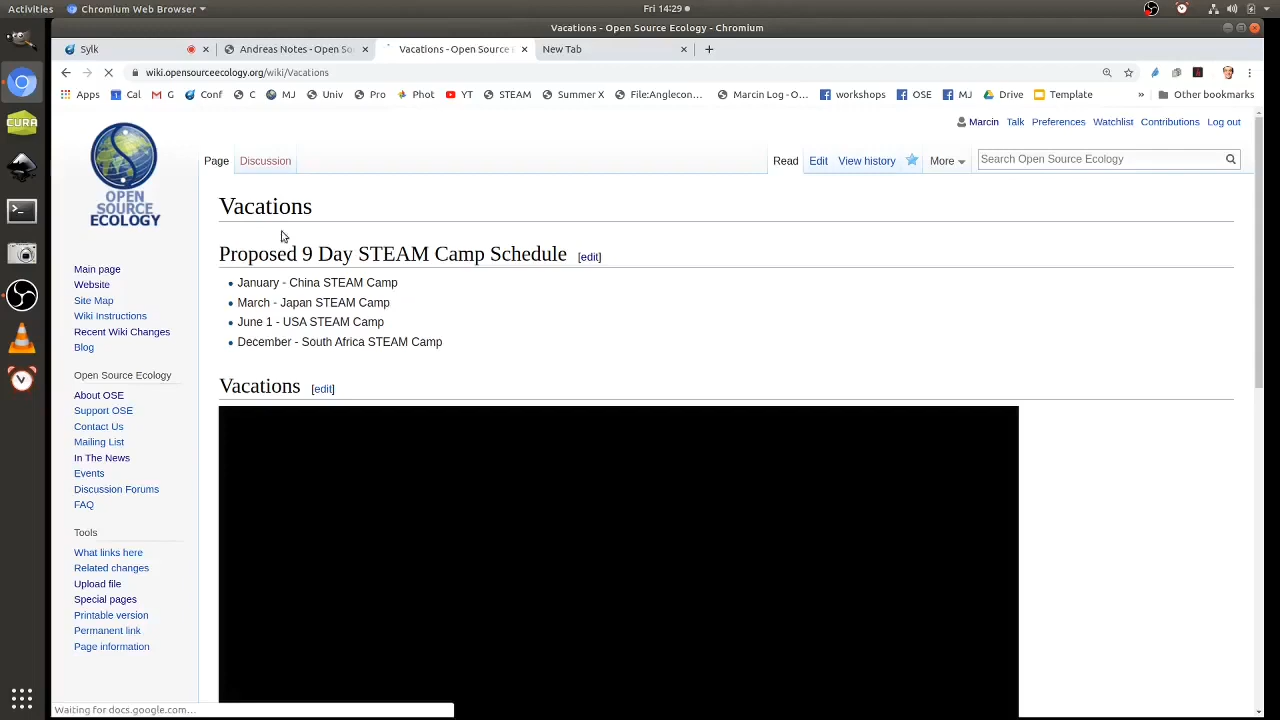 Activities Chromium Web Browser Fri 14:29
Vacations - Open Source Ecology - Chromium
Sylk Andreas Notes - Open So Vacations - Open Source E New Tab
wiki.opensourceecology.org/wiki/Vacations
Apps Cal G Conf C MJ Univ Pro Phot YT STEAM Summer X File:Anglecon... Marcin Log - O... workshops OSE MJ Drive Template » Other bookmarks
Marcin Talk Preferences Watchlist Contributions Log out
Page Discussion Read Edit View history More Search Open Source Ecology
OPEN
SOURCE
ECOLOGY
Vacations
Proposed 9 Day STEAM Camp Schedule [edit]
January - China STEAM Camp
March - Japan STEAM Camp
June 1 - USA STEAM Camp
December - South Africa STEAM Camp
Vacations [edit]
Main page
Website
Site Map
Wiki Instructions
Recent Wiki Changes
Blog
Open Source Ecology
About OSE
Support OSE
Contact Us
Mailing List
In The News
Events
Discussion Forums
FAQ
Tools
What links here
Related changes
Upload file
Special pages
Printable version
Permanent link
Page information
Waiting for docs.google.com...
CURA